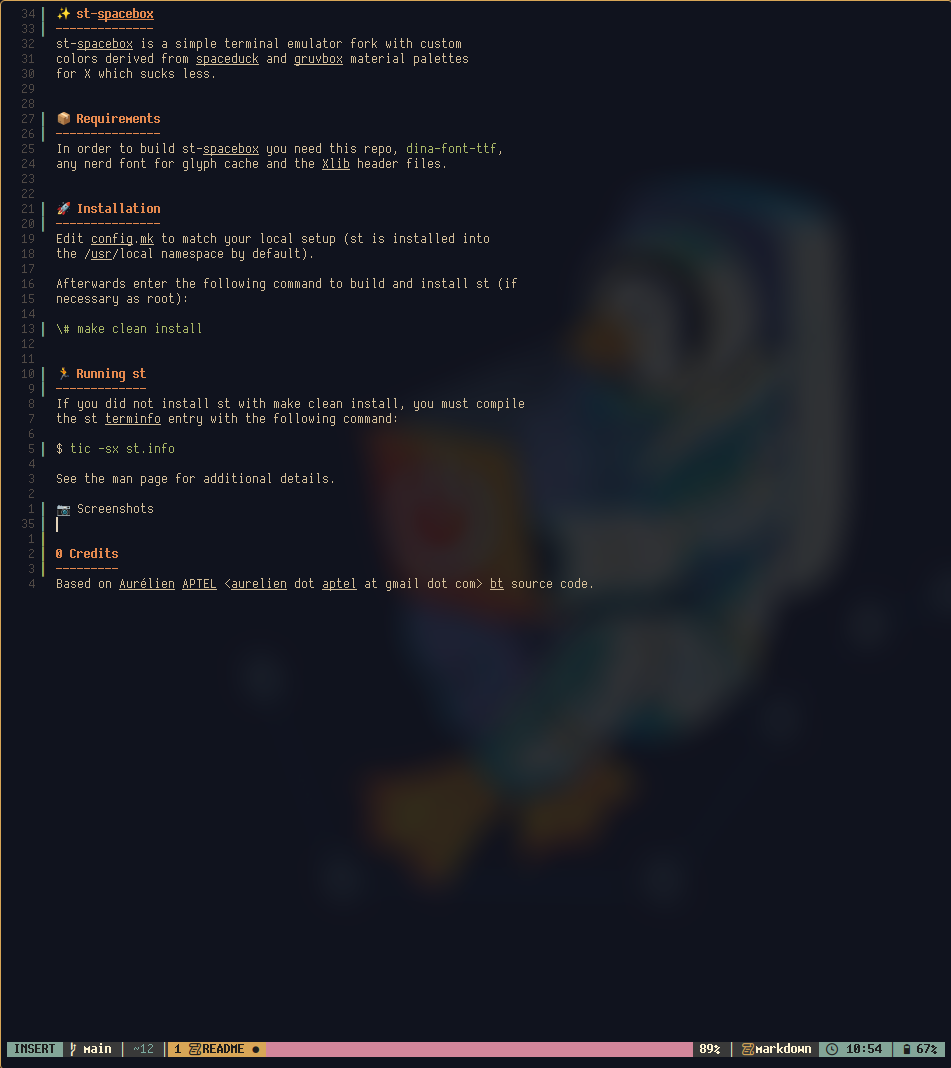 34 ✨ st-spacebox
33 --------------
32 st-spacebox is a simple terminal emulator fork with custom
31 colors derived from spaceduck and gruvbox material palettes
30 for X which sucks less.
29
28
27 📦 Requirements
26 ---------------
25 In order to build st-spacebox you need this repo, dina-font-ttf,
24 any nerd font for glyph cache and the Xlib header files.
23
22
21 🚀 Installation
20 ---------------
19 Edit config.mk to match your local setup (st is installed into
18 the /usr/local namespace by default).
17
16 Afterwards enter the following command to build and install st (if
15 necessary as root):
14
13 \# make clean install
12
11
10 🏃 Running st
9 -------------
8 If you did not install st with make clean install, you must compile
7 the st terminfo entry with the following command:
6
5 $ tic -sx st.info
4
3 See the man page for additional details.
2
1 📷 Screenshots
35
1
2 0 Credits
3 ---------
4 Based on Aurélien APTEL <aurelien dot aptel at gmail dot com> bt source code.
INSERT main | ~12 | 1 README ● 89% | markdown 10:54 | 67%